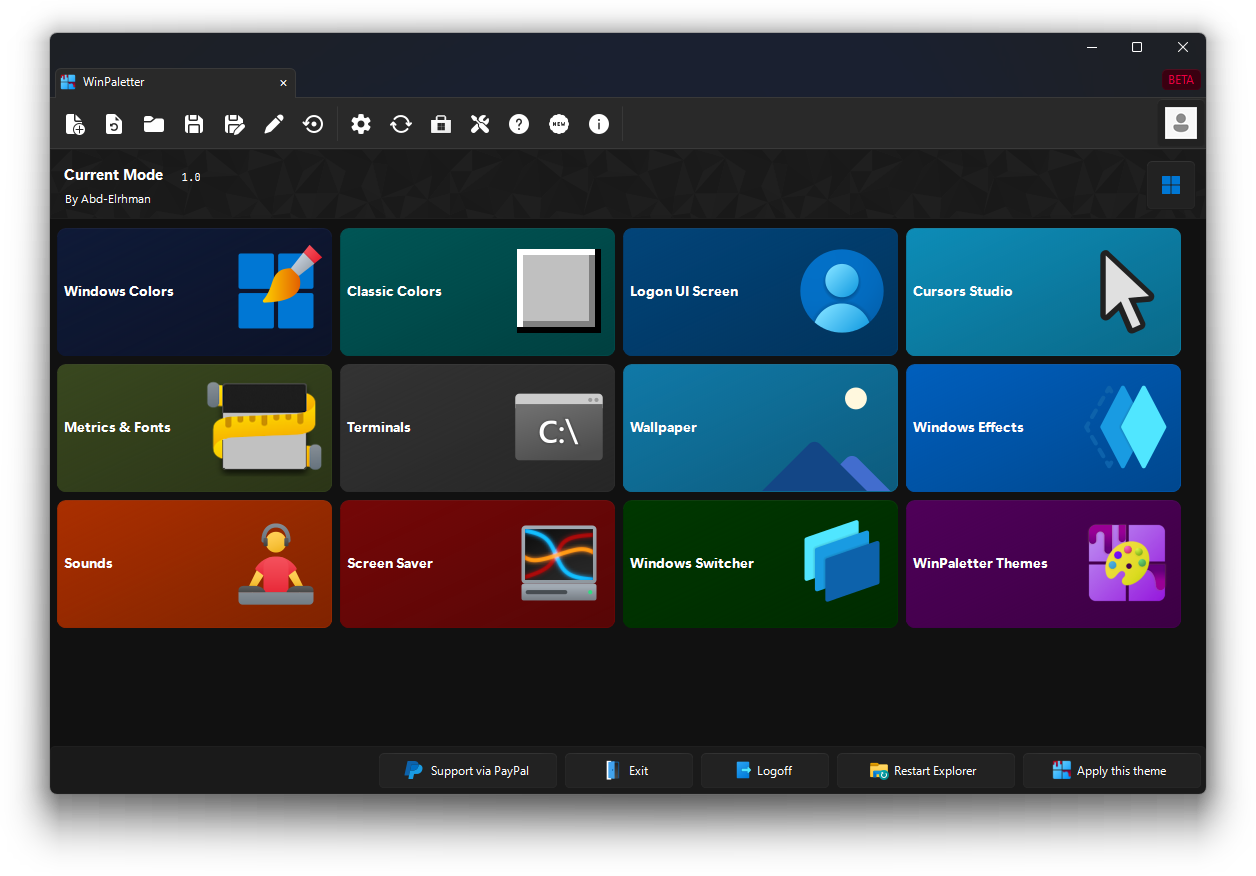 WinPaletter
BETA
NEW
Current Mode 1.0
By Abd-Elrhman
Windows Colors
Classic Colors
Logon UI Screen
Cursors Studio
Metrics & Fonts
Terminals
C:\
Wallpaper
Windows Effects
Sounds
Screen Saver
Windows Switcher
WinPaletter Themes
Support via PayPal
Exit
Logoff
Restart Explorer
Apply this theme